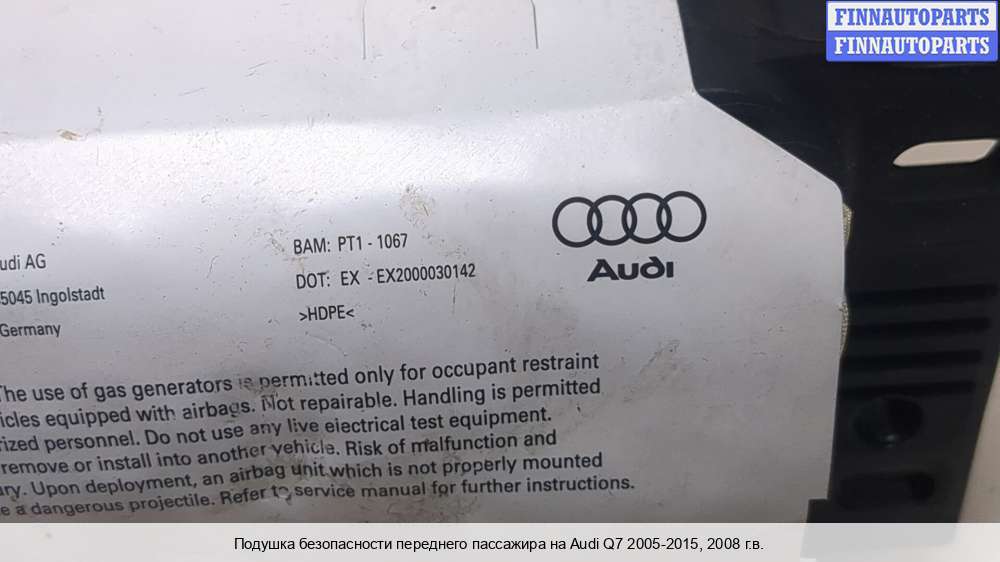 FINNAUTOPARTS
FINNAUTOPARTS
udi AG
5045 Ingolstadt
Germany
BAM: PT1 - 1067
DOT: EX - EX2000030142
>HDPE<
AUDI
The use of gas generators is permitted only for occupant restraint
icles equipped with airbags. Not repairable. Handling is permitted
rized personnel. Do not use any live electrical test equipment.
remove or install into another vehicle. Risk of malfunction and
ury. Upon deployment, an airbag unit which is not properly mounted
e a dangerous projectile. Refer to service manual for further instructions.
Подушка безопасности переднего пассажира на Audi Q7 2005-2015, 2008 г.в.